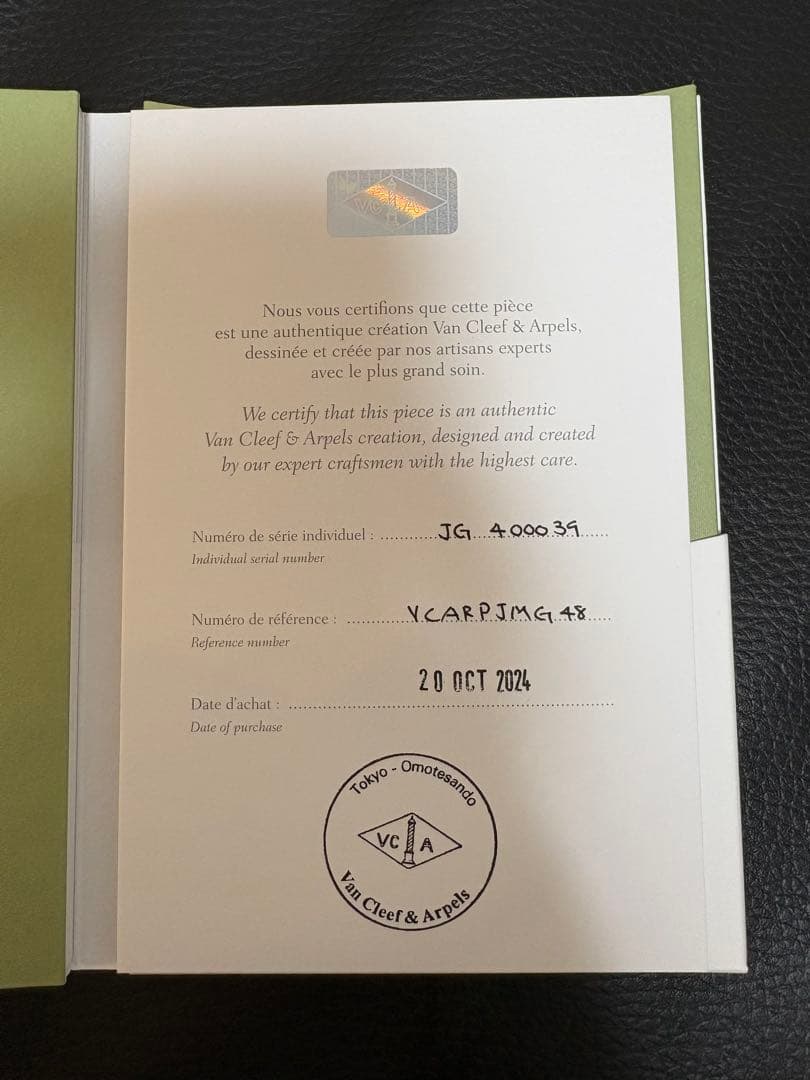 Nous vous certifions que cette pièce
est une authentique création Van Cleef & Arpels,
dessinée et créée par nos artisans experts
avec le plus grand soin.
We certify that this piece is an authentic
Van Cleef & Arpels creation, designed and created
by our expert craftsmen with the highest care.
Numéro de série individuel : JG 400039
Individual serial number
Numéro de référence : VCARPJMG48
Reference number
20 OCT 2024
Date d'achat :
Date of purchase
Tokyo - Omotesando
VC A
Van Cleef & Arpels